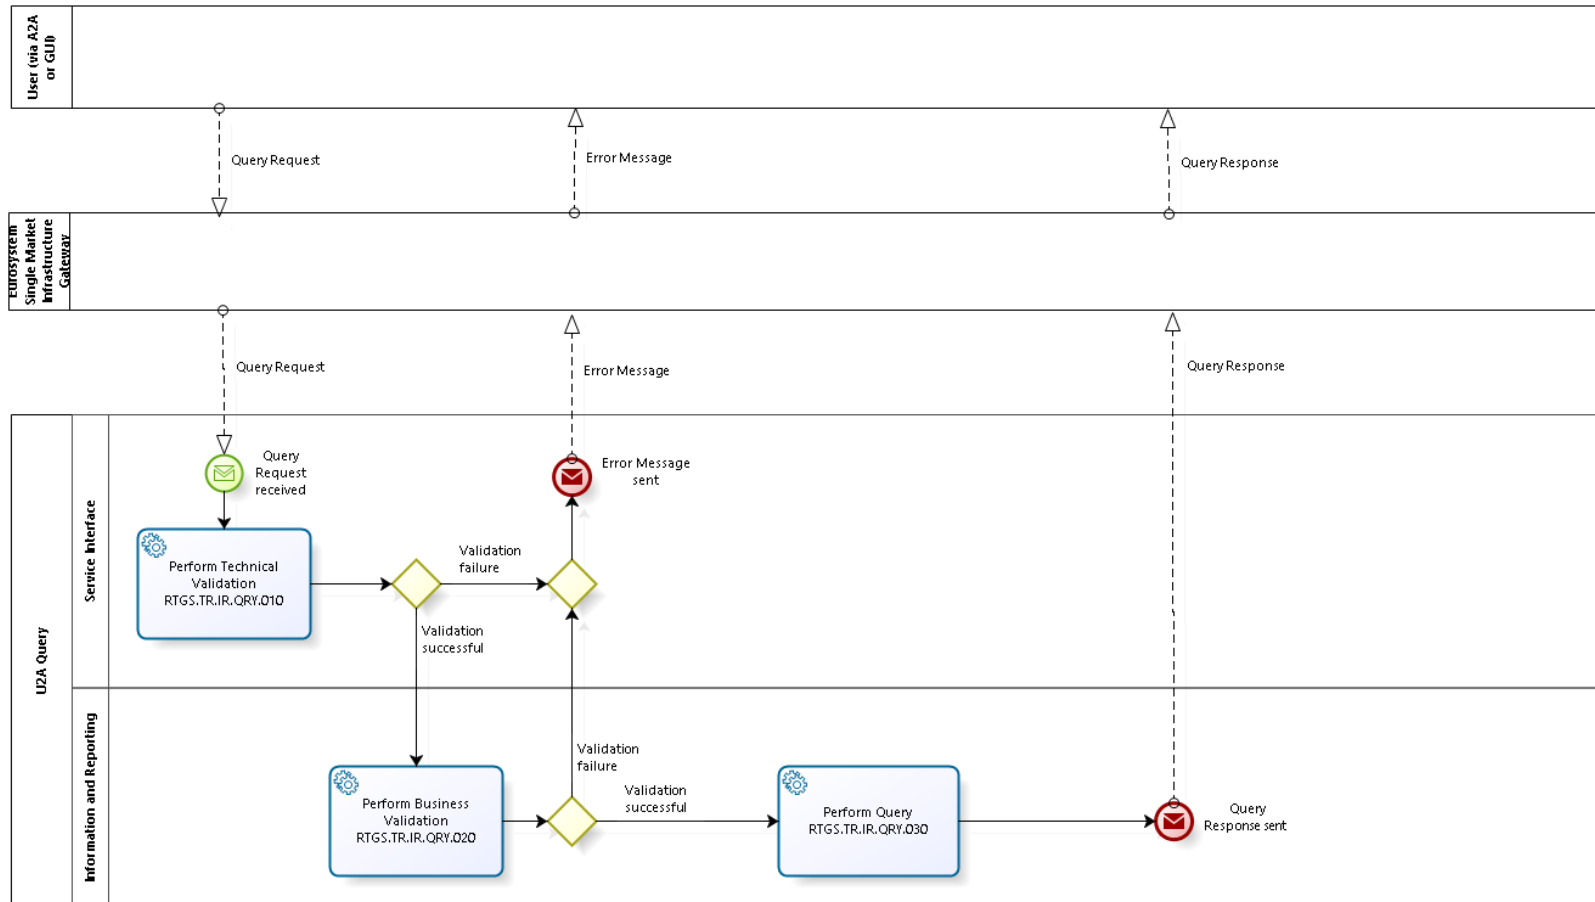 User (via A2A
or GUI)
Query Request
Error Message
Query Response
Eurosystem
Single Market
Infrastructure
Gateway
Query Request
Error Message
Query Response
U2A Query
Service Interface
Query
Request
received
Error Message
sent
Perform Technical
Validation
RTGS.TR.IR.QRY.010
Validation
failure
Validation
successful
Information and Reporting
Perform Business
Validation
RTGS.TR.IR.QRY.020
Validation
failure
Validation
successful
Perform Query
RTGS.TR.IR.QRY.030
Query
Response sent